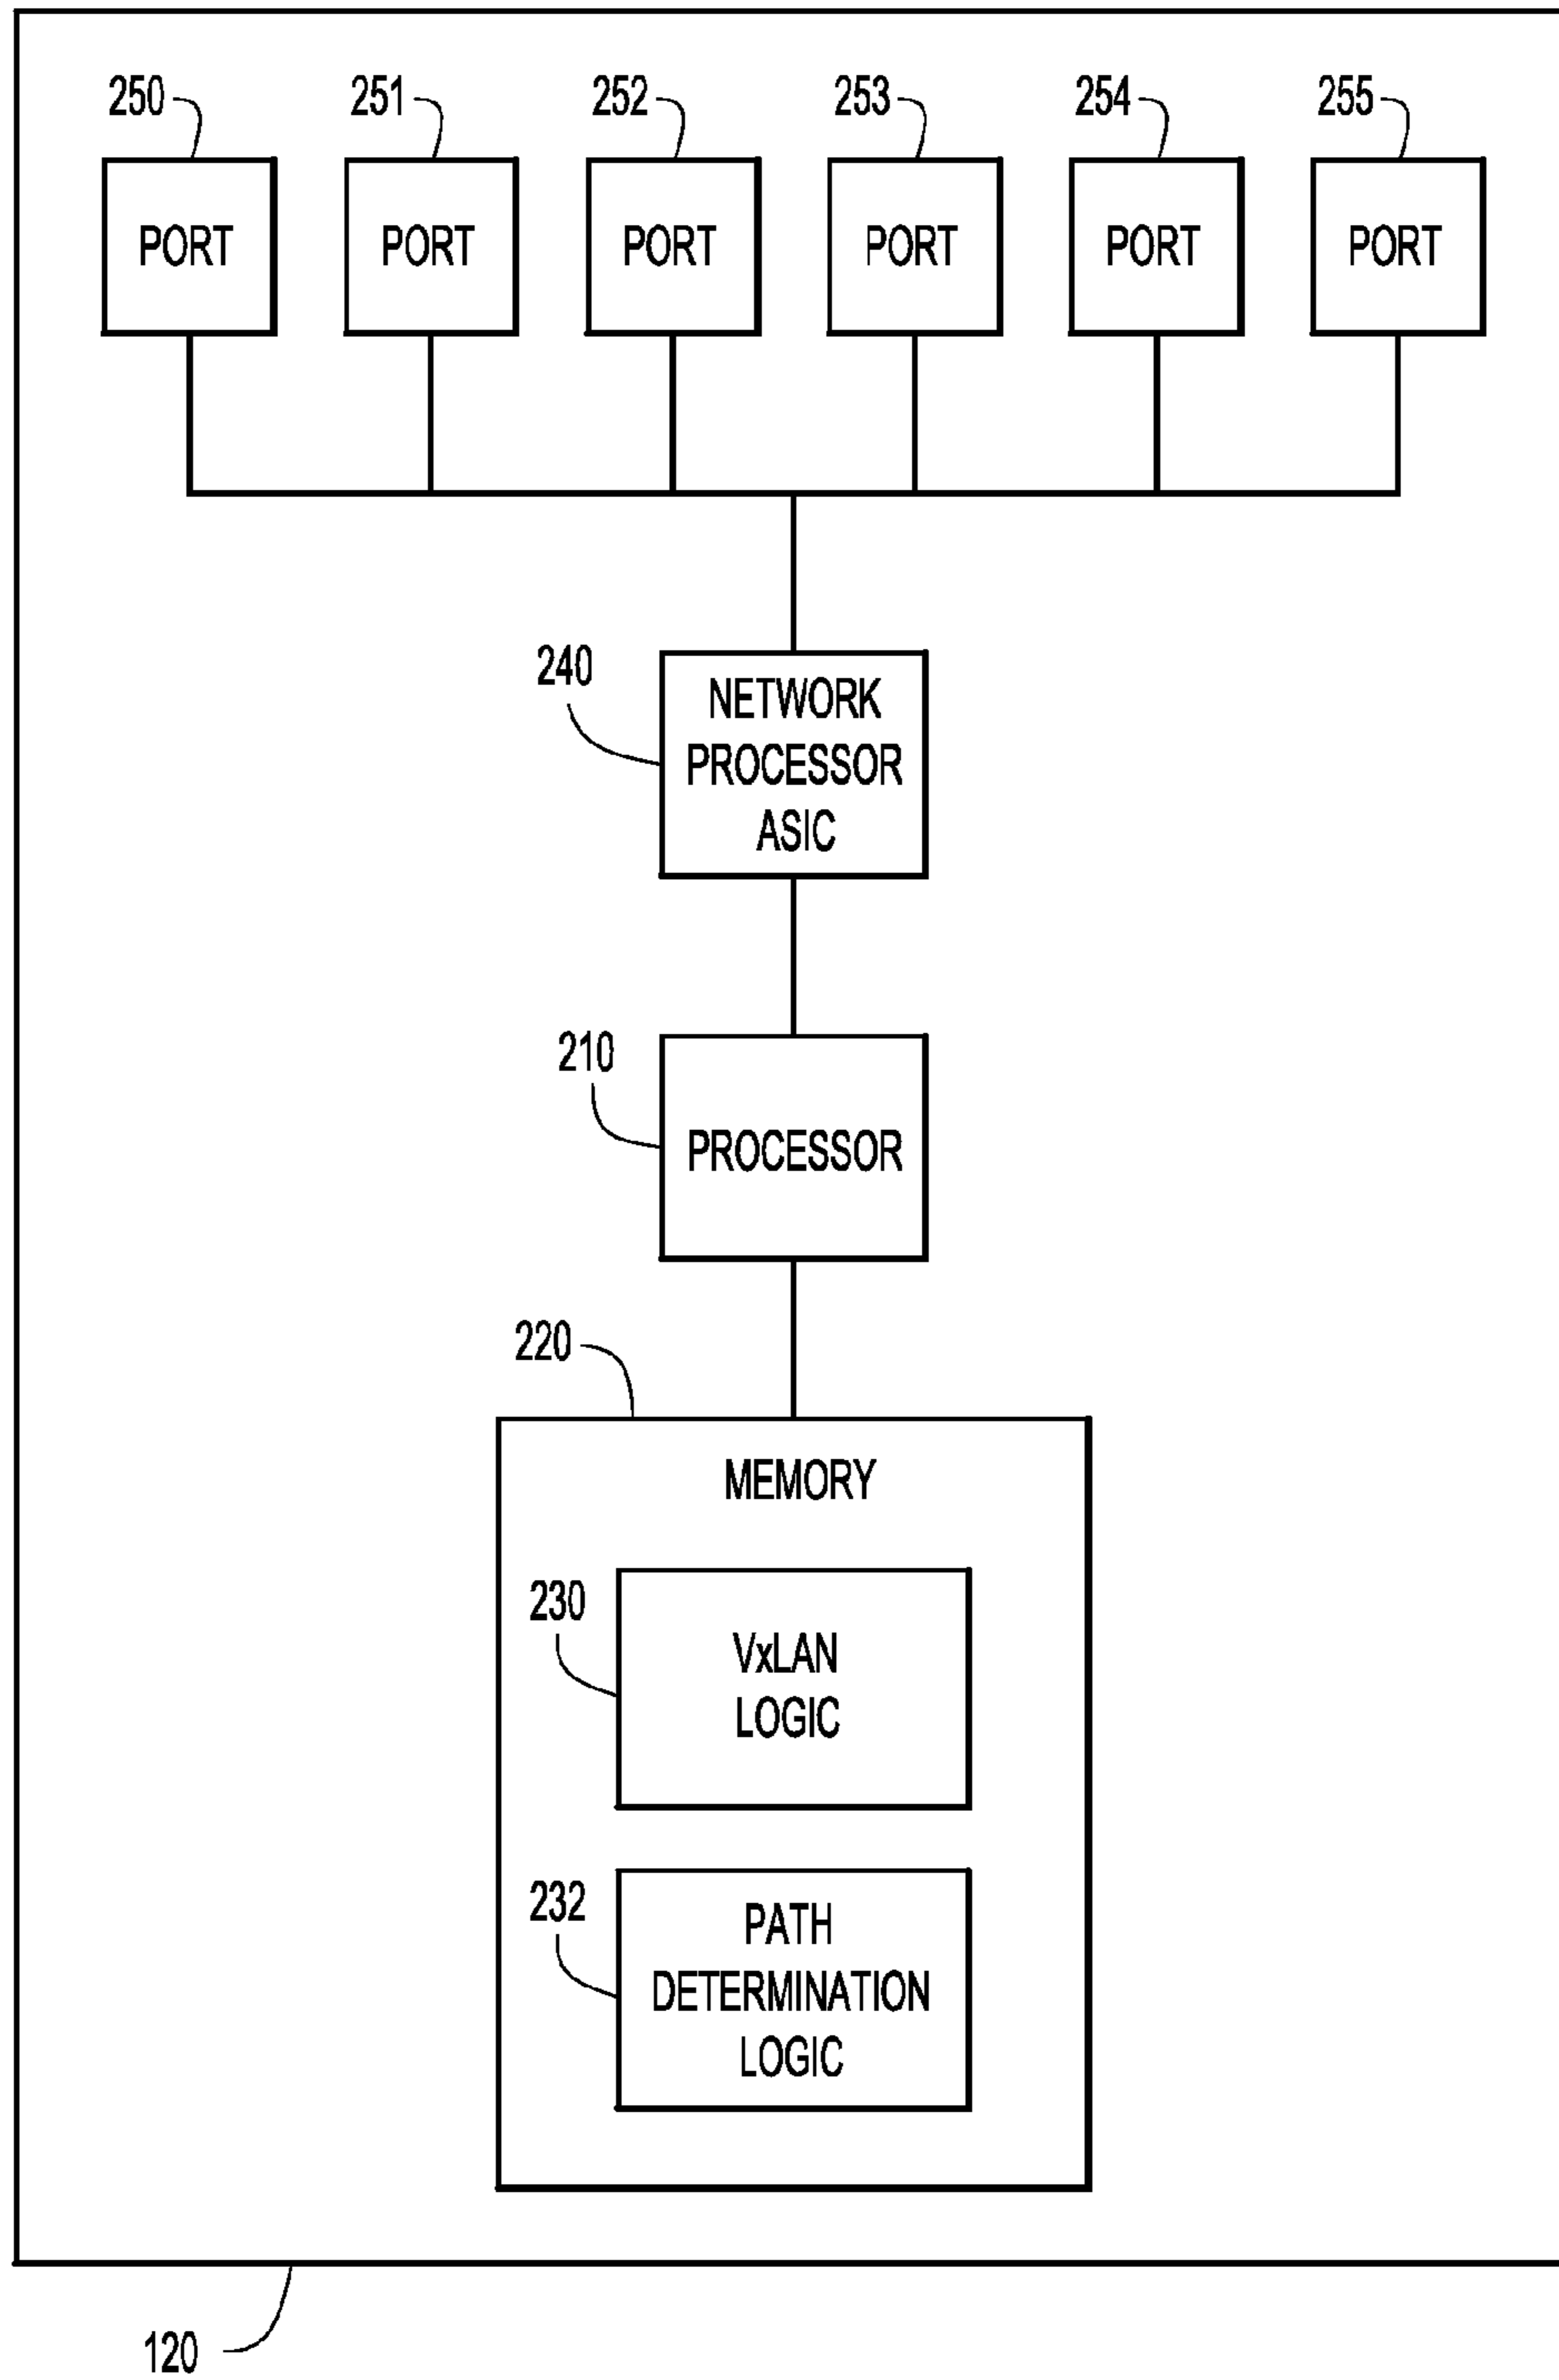 250 251 252 253 254 255
PORT PORT PORT PORT PORT PORT
240
NETWORK
PROCESSOR
ASIC
210
PROCESSOR
220
MEMORY
230
VxLAN
LOGIC
232
PATH
DETERMINATION
LOGIC
120